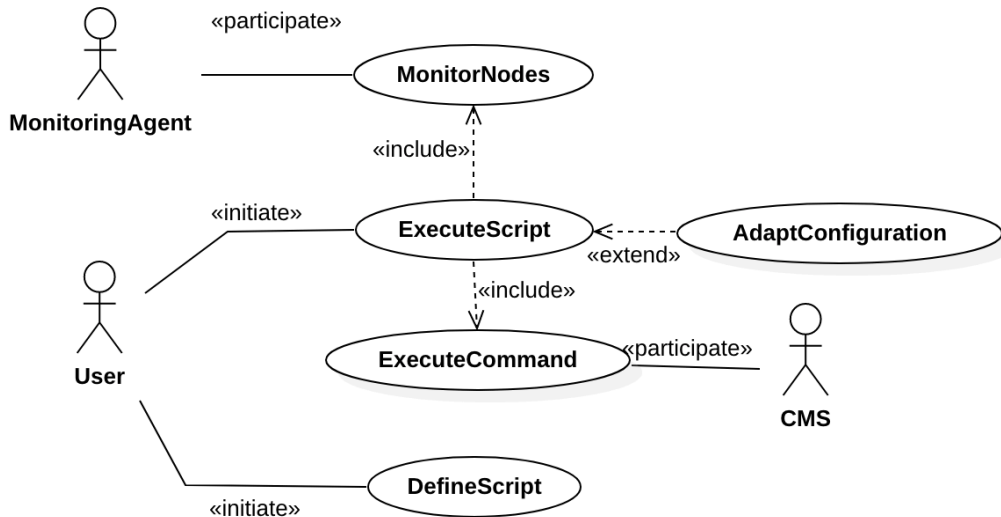 «participate»
MonitorNodes
MonitoringAgent
«include»
«initiate»
ExecuteScript
AdaptConfiguration
«extend»
«include»
«participate»
ExecuteCommand
User
CMS
DefineScript
«initiate»